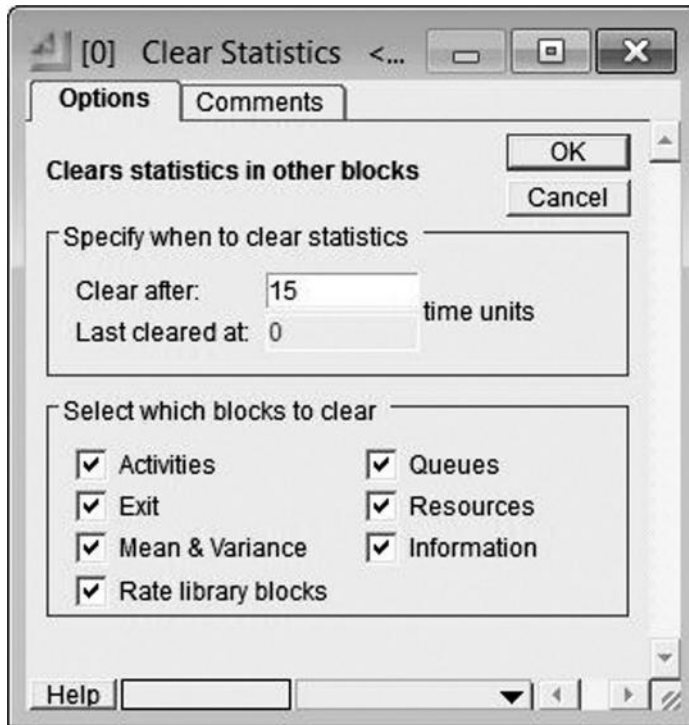 [0] Clear Statistics <...
Options Comments
OK
Clears statistics in other blocks
Cancel
Specify when to clear statistics
Clear after: 15
time units
Last cleared at: 0
Select which blocks to clear
Activities Queues
Exit Resources
Mean & Variance Information
Rate library blocks
Help